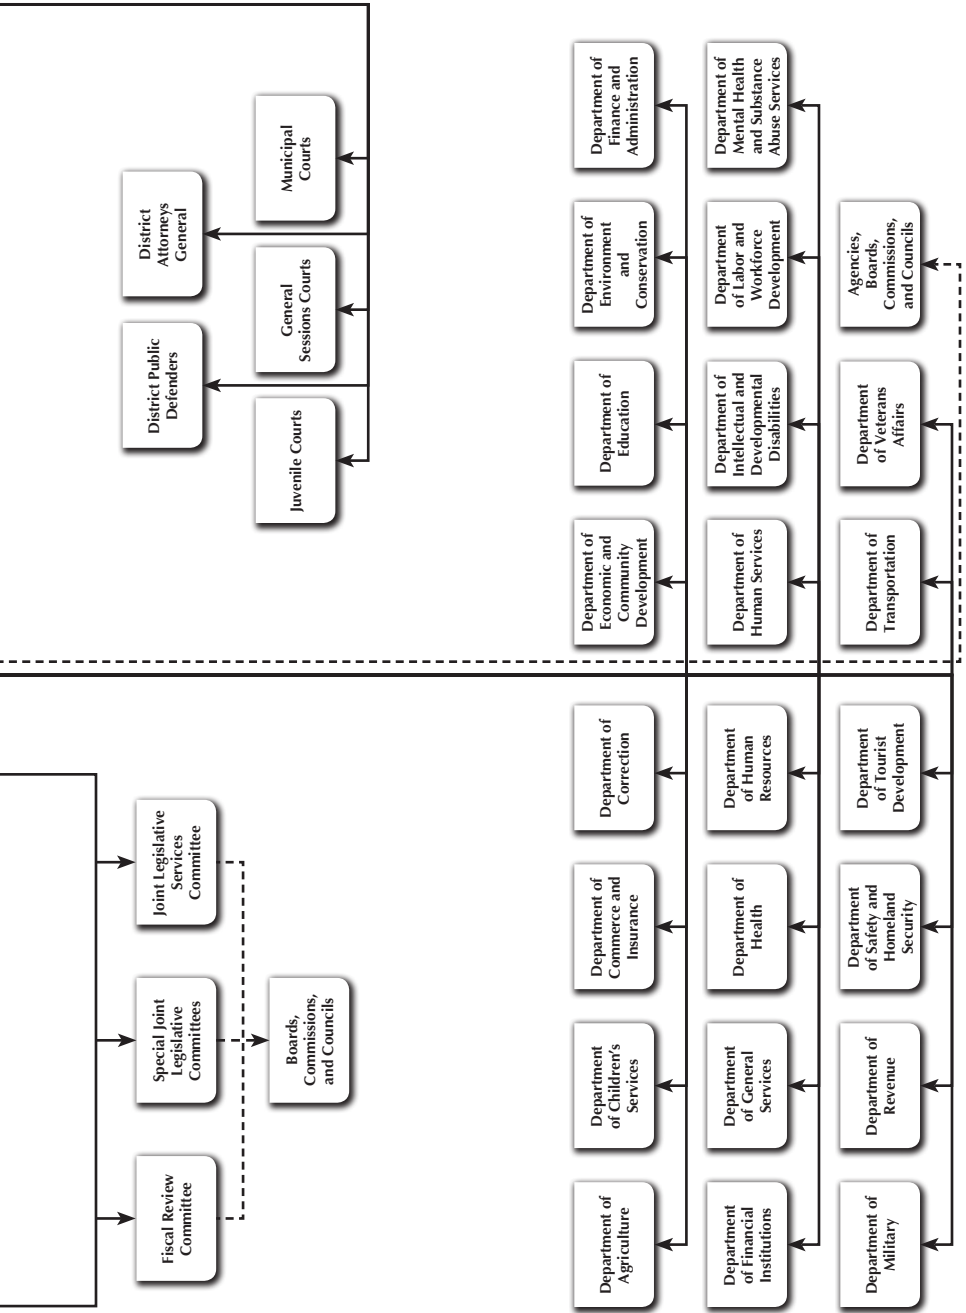 Fiscal Review
Committee
Special Joint
Legislative
Committees
Joint Legislative
Services
Committee
Boards,
Commissions,
and Councils
Juvenile Courts
District Public
Defenders
General
Sessions Courts
District
Attorneys
General
Municipal
Courts
Department of
Agriculture
Department
of Children's
Services
Department of
Commerce and
Insurance
Department of
Correction
Department of
Economic and
Community
Development
Department of
Education
Department of
Environment
and
Conservation
Department of
Finance and
Administration
Department
of Financial
Institutions
Department
of General
Services
Department of
Health
Department
of Human
Resources
Department of
Human Services
Department of
Intellectual and
Developmental
Disabilities
Department
of Labor and
Workforce
Development
Department of
Mental Health
and Substance
Abuse Services
Department of
Military
Department of
Revenue
Department
of Safety and
Homeland
Security
Department
of Tourist
Development
Department of
Transportation
Department
of Veterans
Affairs
Agencies,
Boards,
Commissions,
and Councils